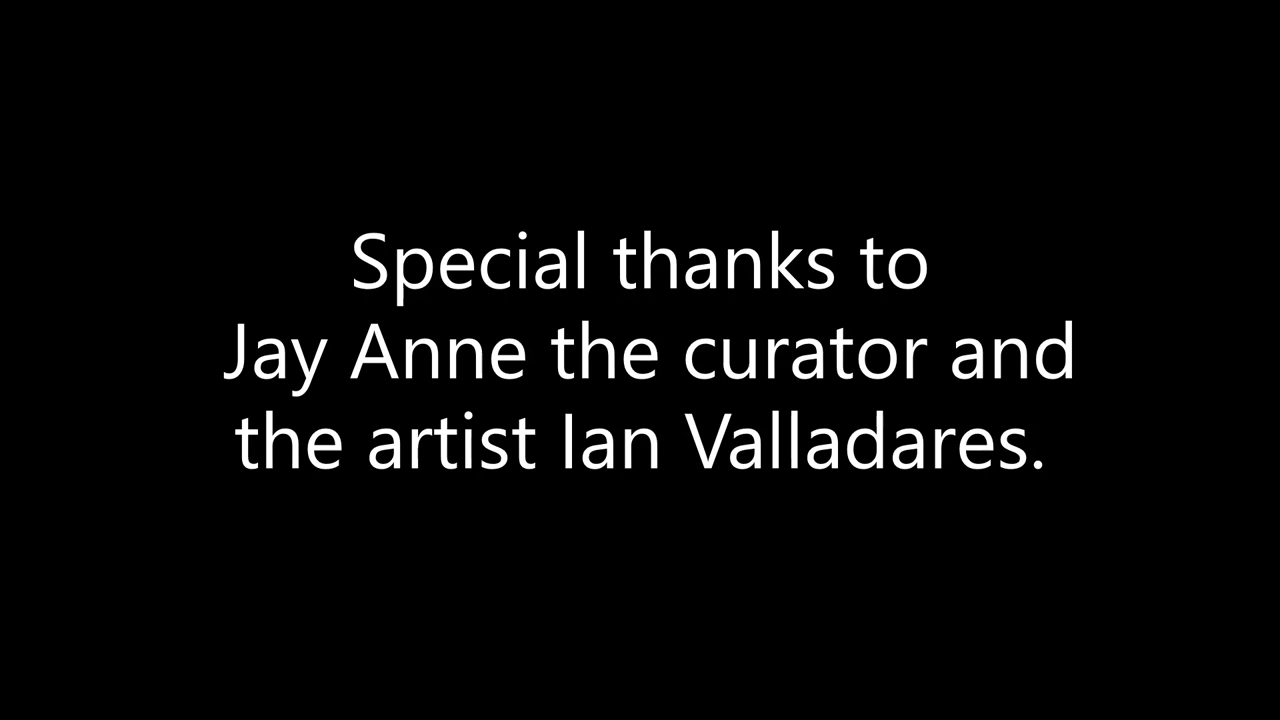 Special thanks to
Jay Anne the curator and
the artist Ian Valladares.